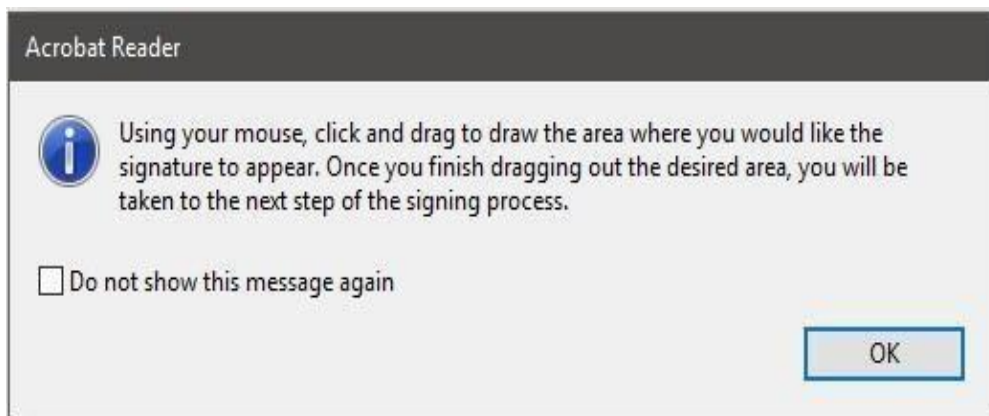 Acrobat Reader
Using your mouse, click and drag to draw the area where you would like the
signature to appear. Once you finish dragging out the desired area, you will be
taken to the next step of the signing process.
Do not show this message again
OK